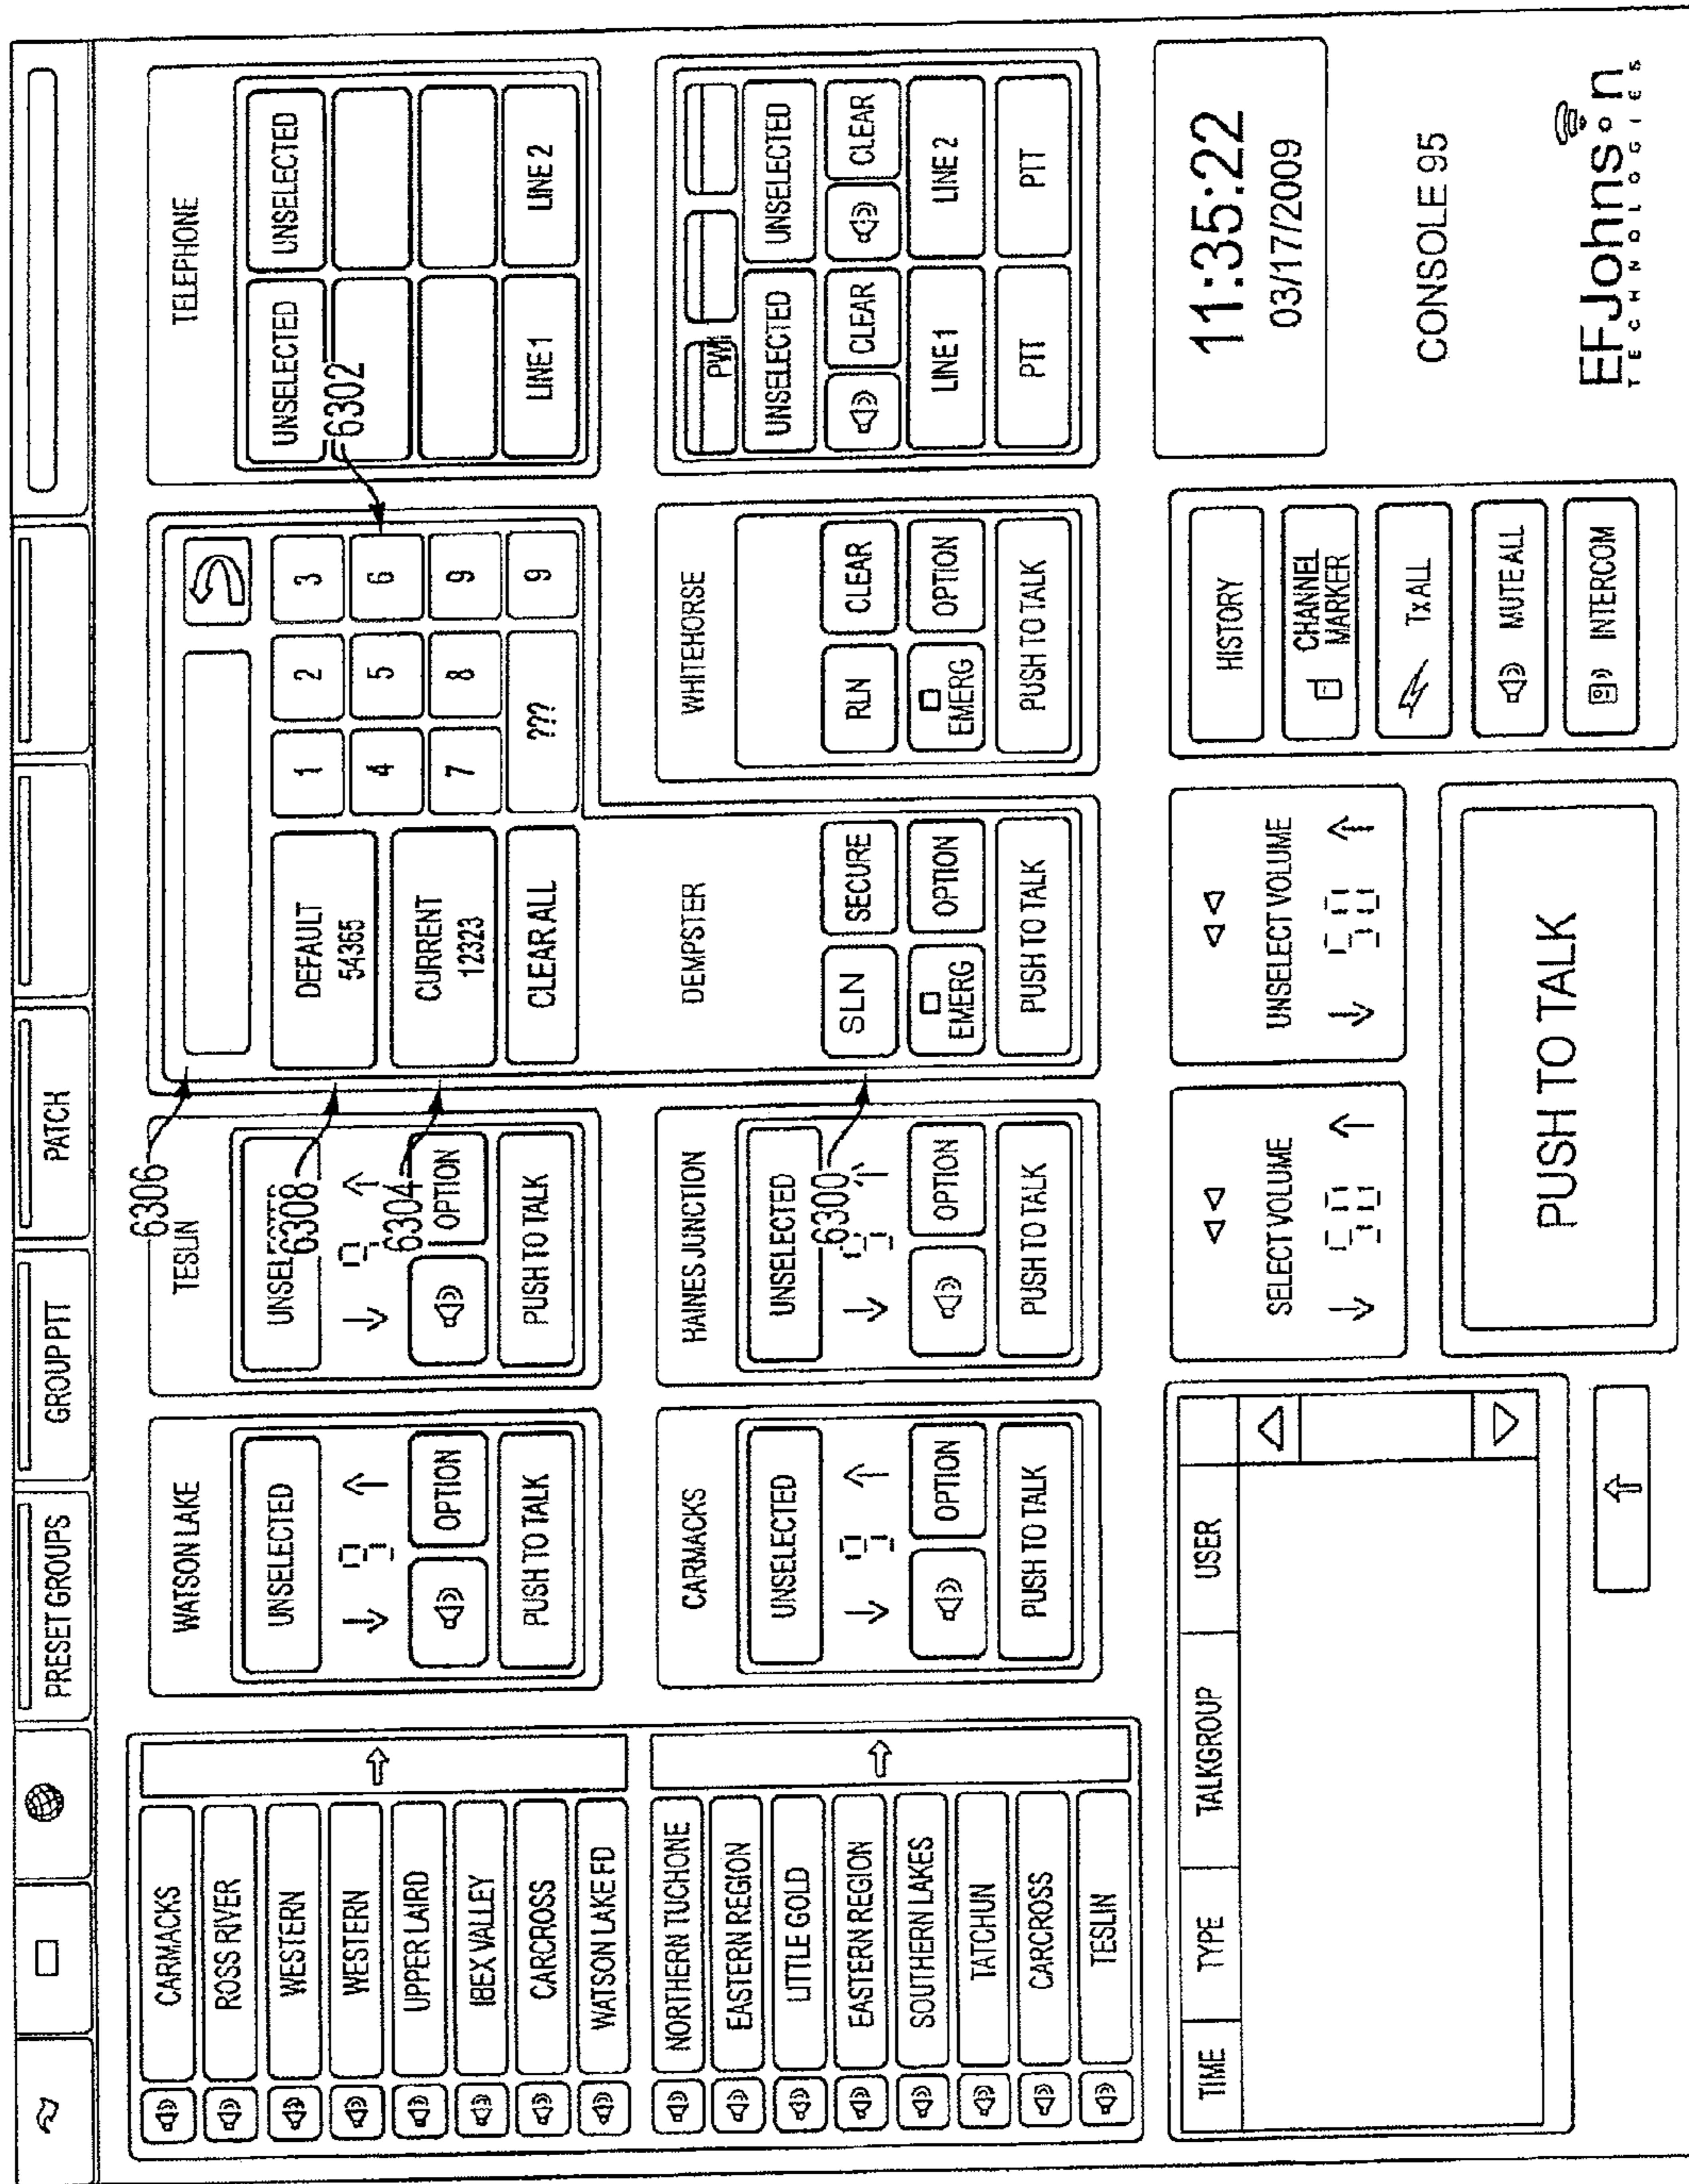 PRESET GROUPS
GROUP PTT
PATCH
CARMACKS
ROSS RIVER
WESTERN
WESTERN
UPPER LAIRD
IBEX VALLEY
CARCROSS
WATSON LAKE FD
NORTHERN TUCHONE
EASTERN REGION
LITTLE GOLD
EASTERN REGION
SOUTHERN LAKES
TATCHUN
CARCROSS
TESLIN
WATSON LAKE
UNSELECTED
OPTION
PUSH TO TALK
6306
TESLIN
6308
6304
OPTION
PUSH TO TALK
DEFAULT
54365
CURRENT
12323
CLEAR ALL
1 2 3
4 5 6
7 8 9
??? 9
6302
TELEPHONE
UNSELECTED UNSELECTED
LINE 1 LINE 2
CARMACKS
UNSELECTED
OPTION
PUSH TO TALK
HAINES JUNCTION
UNSELECTED
6300
OPTION
PUSH TO TALK
DEMPSTER
SLN SECURE
EMERG OPTION
PUSH TO TALK
WHITEHORSE
RLN CLEAR
EMERG OPTION
PUSH TO TALK
UNSELECTED UNSELECTED
CLEAR CLEAR
LINE 1 LINE 2
PTT PTT
TIME TYPE TALKGROUP USER
SELECT VOLUME
50
UNSELECT VOLUME
50
PUSH TO TALK
HISTORY
CHANNEL
MARKER
Tx ALL
MUTE ALL
INTERCOM
11:35:22
03/17/2009
CONSOLE 95
EFJohnson
TECHNOLOGIES